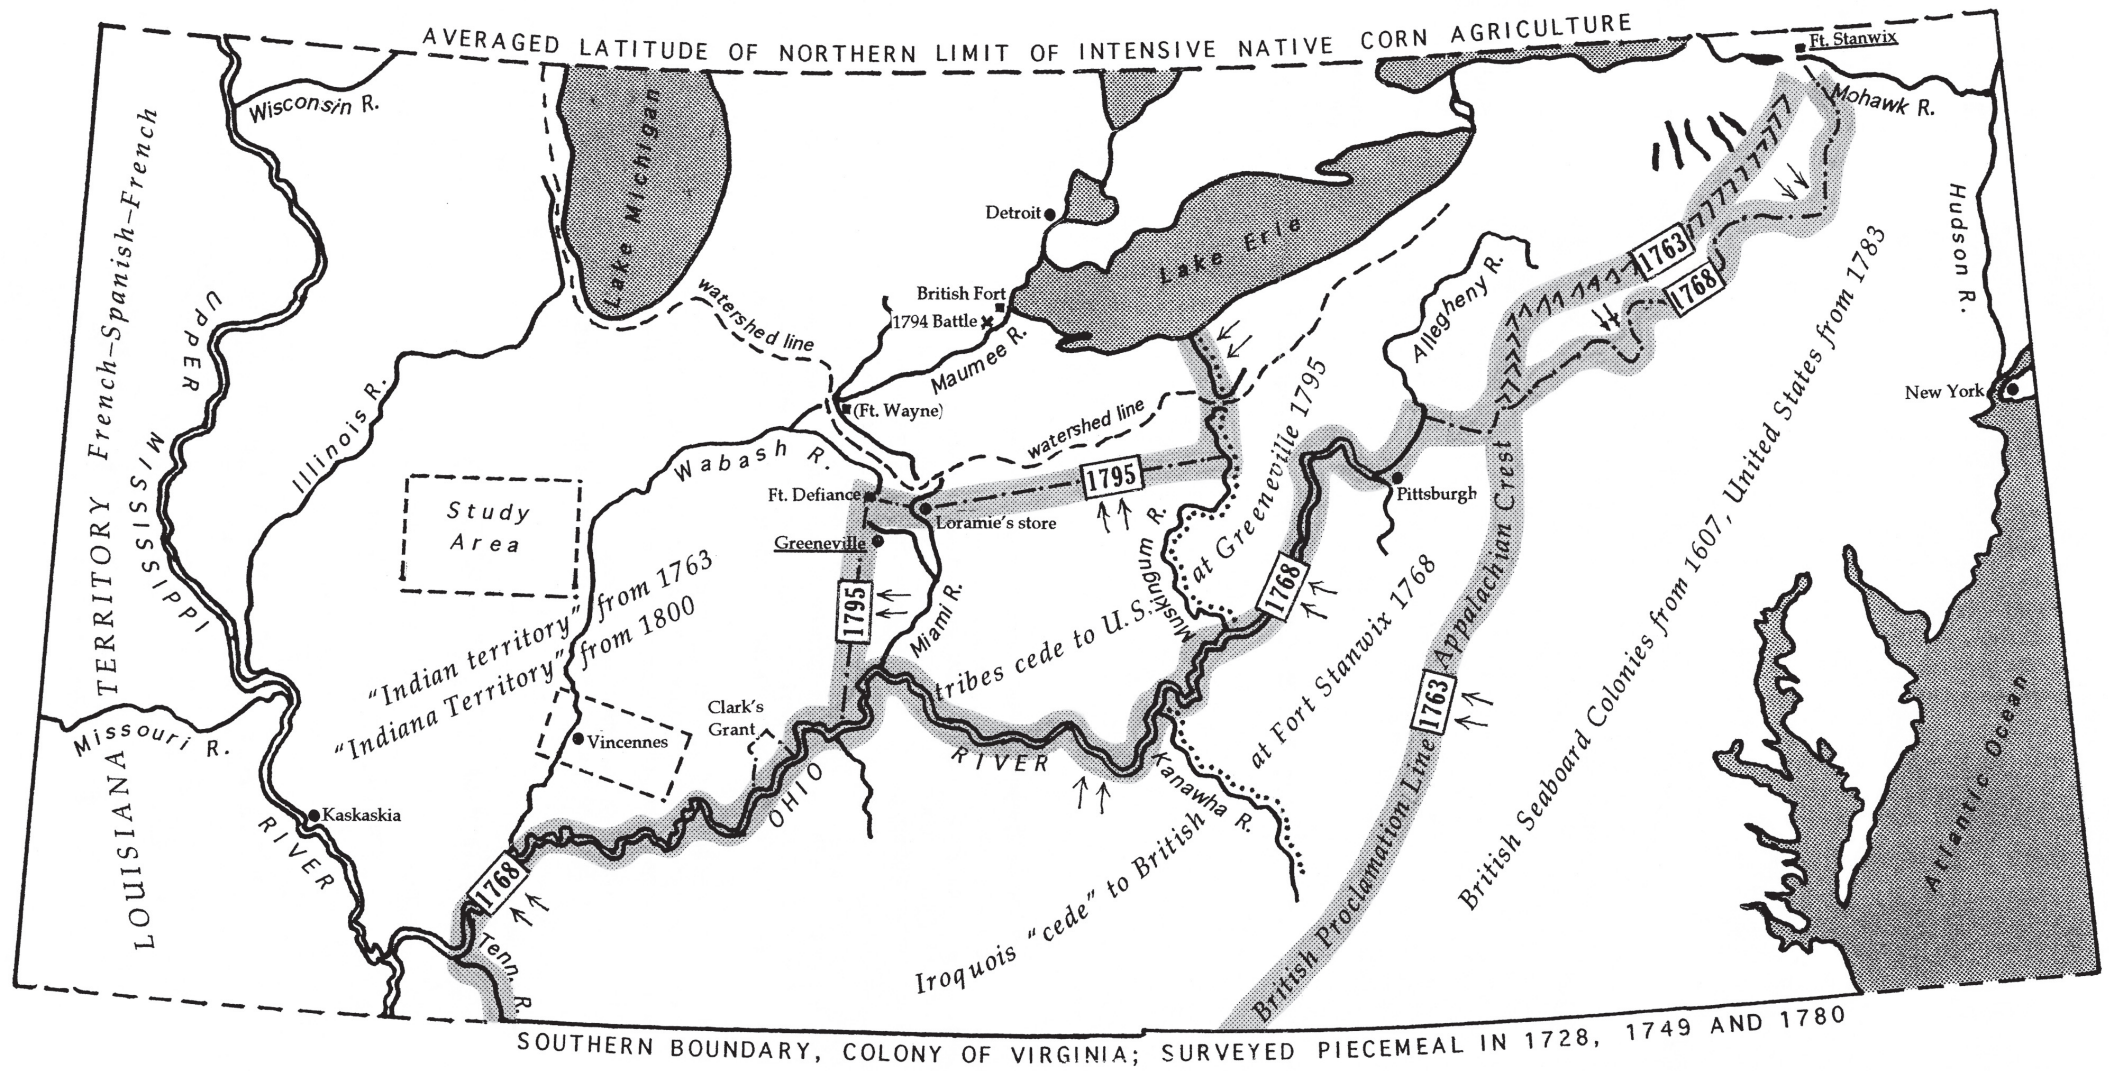 AVERAGED LATITUDE OF NORTHERN LIMIT OF INTENSIVE NATIVE CORN AGRICULTURE
Ft. Stanwix
Mohawk R.
Hudson R.
New York
Wisconsin R.
Lake Michigan
LOUISIANA TERRITORY French–Spanish–French
UPPER MISSISSIPPI RIVER
Detroit
Lake Erie
British Fort
1794 Battle
Maumee R.
watershed line
(Ft. Wayne)
watershed line
Allegheny R.
1763
1768
Illinois R.
Wabash R.
Study
Area
Ft. Defiance
Loramie's store
Greeneville
1795
1795
Muskingum R.
Pittsburgh
1768
Miami R.
"Indian territory" from 1763
"Indiana Territory" from 1800
tribes cede to U.S. at Greeneville 1795
Clark's
Grant
Vincennes
Missouri R.
Kaskaskia
OHIO RIVER
Kanawha R.
1768
Tenn. R.
Iroquois "cede" to British at Fort Stanwix 1768
British Proclamation Line 1763 Appalachian Crest
British Seaboard Colonies from 1607, United States from 1783
Atlantic Ocean
SOUTHERN BOUNDARY, COLONY OF VIRGINIA; SURVEYED PIECEMEAL IN 1728, 1749 AND 1780